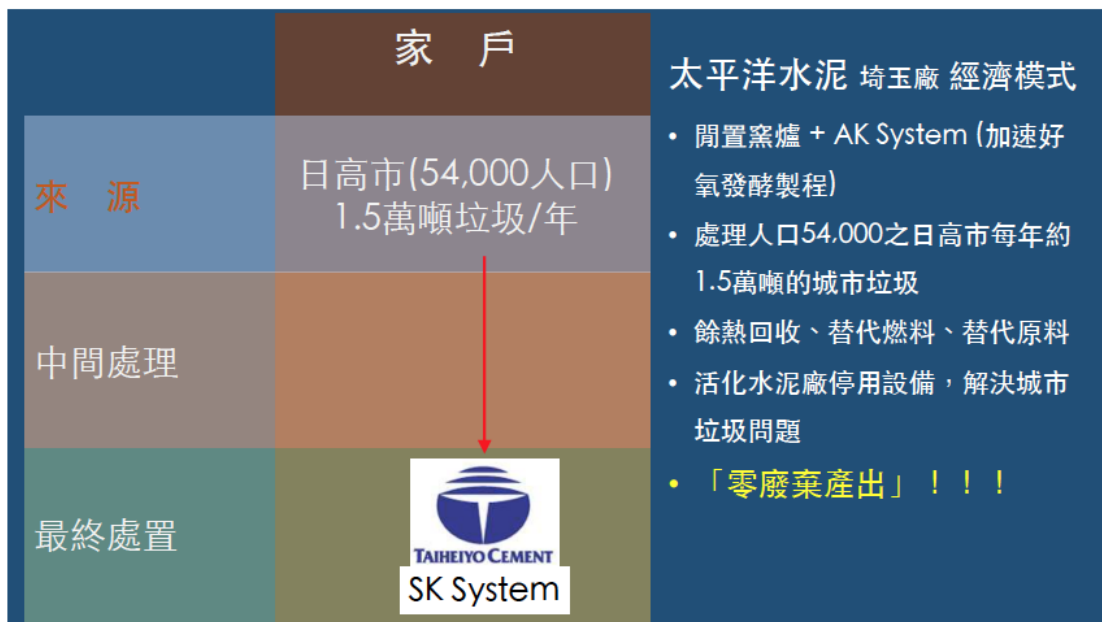 家 戶
來 源
日高市(54,000人口)
1.5萬噸垃圾/年
中間處理
最終處置
TAIHEIYO CEMENT
SK System
太平洋水泥 埼玉廠 經濟模式
• 閒置窯爐 + AK System (加速好
氧發酵製程)
• 處理人口54,000之日高市每年約
1.5萬噸的城市垃圾
• 餘熱回收、替代燃料、替代原料
• 活化水泥廠停用設備，解決城市
垃圾問題
• 「零廢棄產出」！！！